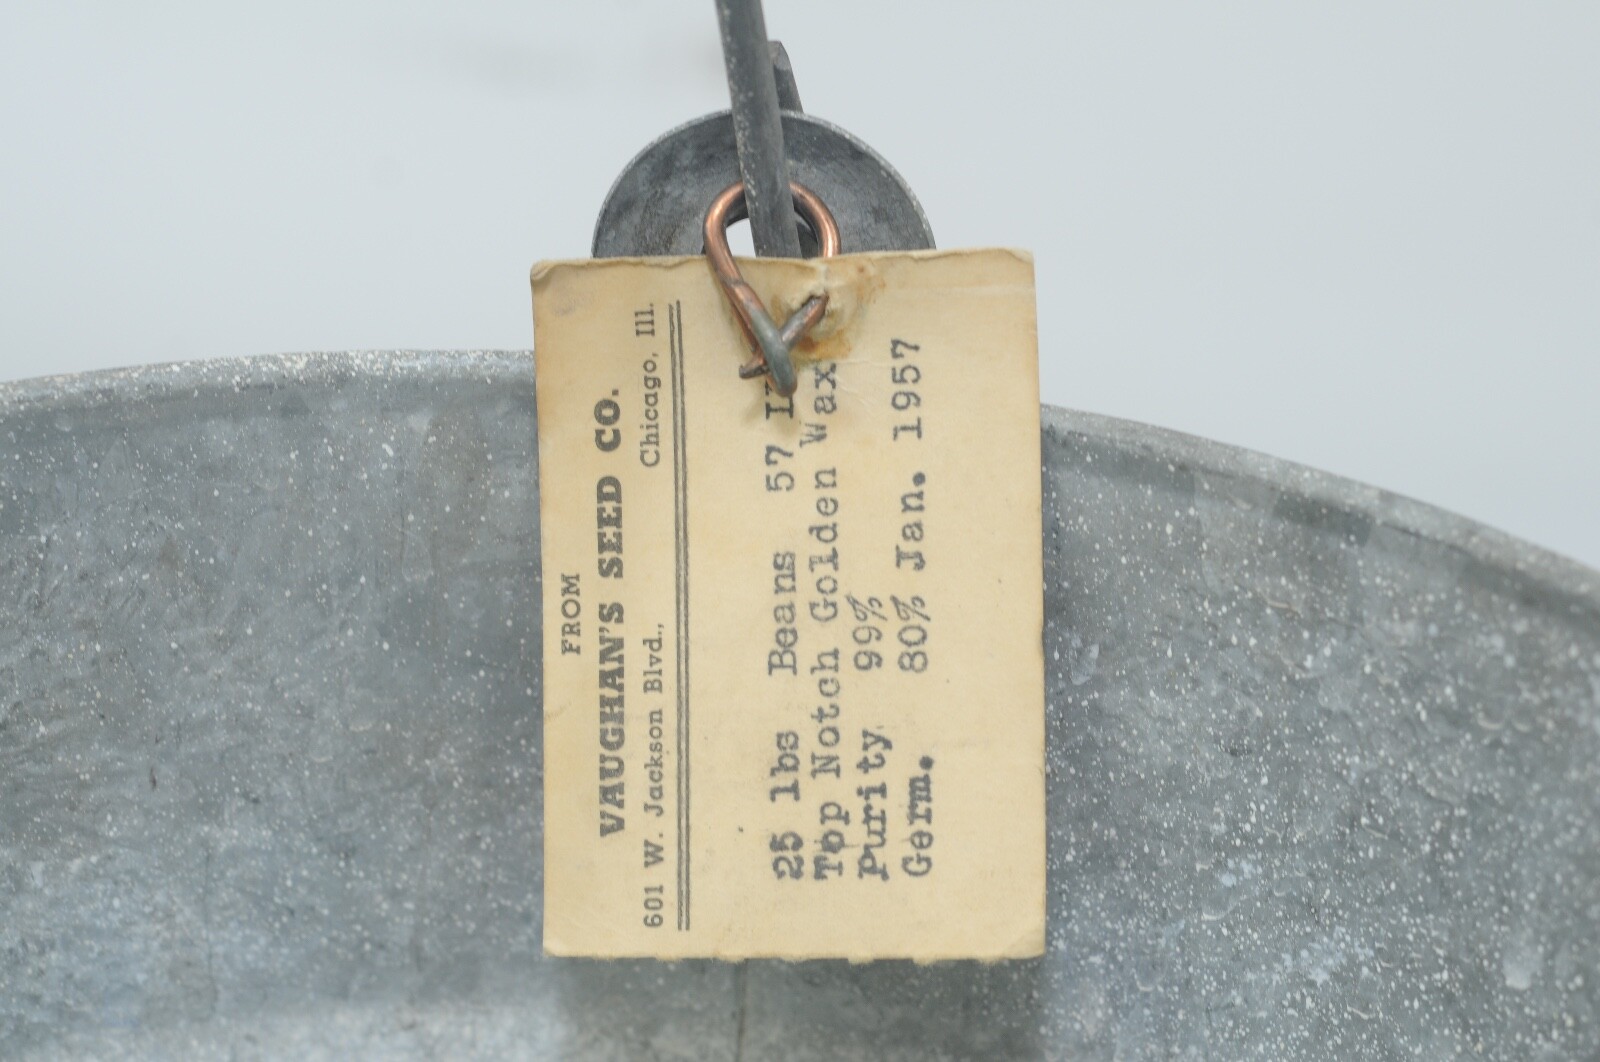 FROM
VAUGHAN'S SEED CO.
601 W. Jackson Blvd., Chicago, Ill.
25 lbs Beans 57
Top Notch Golden Wax
Purity 99%
Germ. 80% Jan. 1957